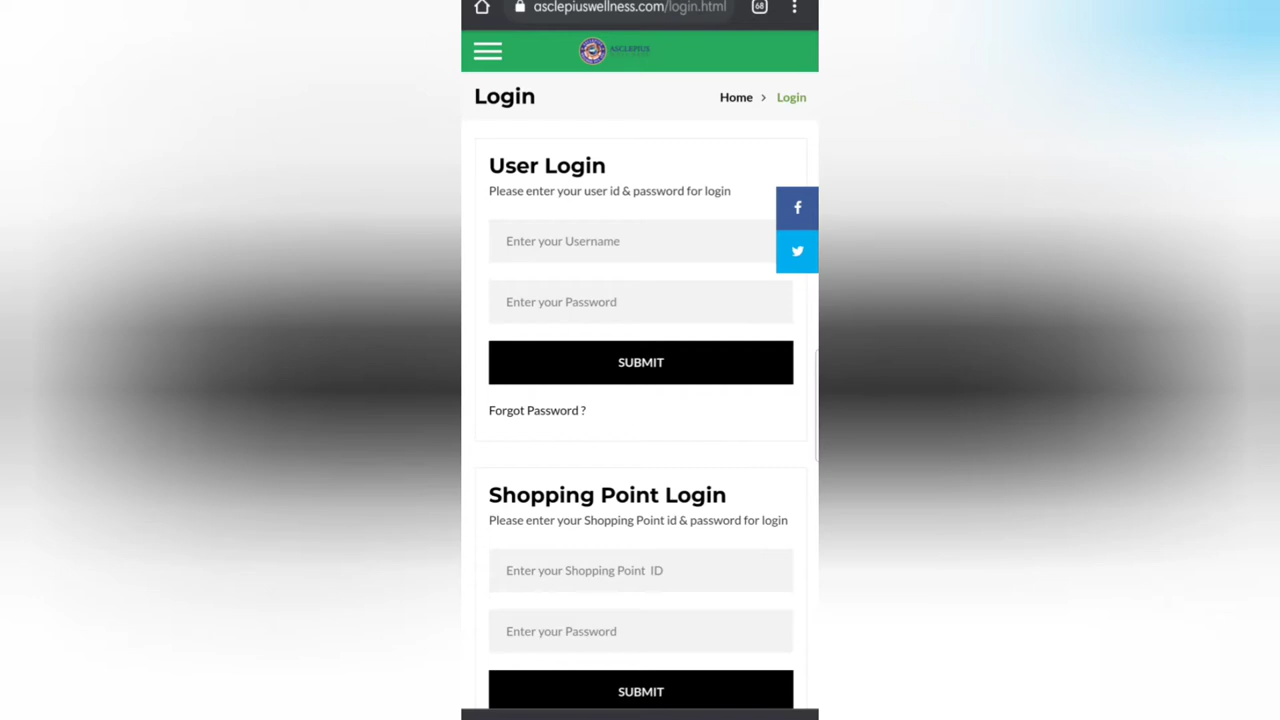 asclepiuswellness.com/login.html
68
ASCLEPIUS
Login
Home > Login
User Login
Please enter your user id & password for login
Enter your Username
Enter your Password
SUBMIT
Forgot Password ?
Shopping Point Login
Please enter your Shopping Point id & password for login
Enter your Shopping Point ID
Enter your Password
SUBMIT